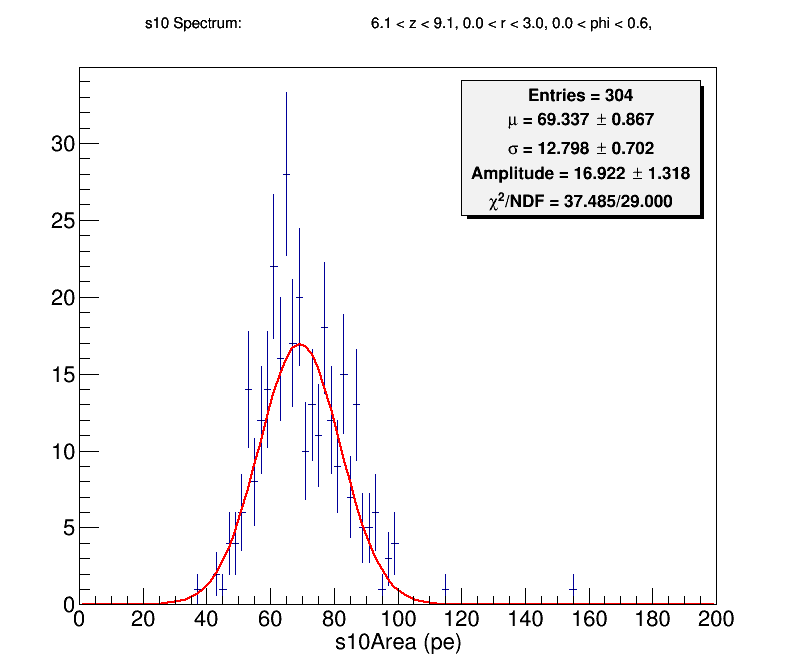 s10 Spectrum: 6.1 < z < 9.1, 0.0 < r < 3.0, 0.0 < phi < 0.6,
Entries = 304
μ = 69.337 ± 0.867
σ = 12.798 ± 0.702
Amplitude = 16.922 ± 1.318
χ²/NDF = 37.485/29.000
30
25
20
15
10
5
0
0 20 40 60 80 100 120 140 160 180 200
s10Area (pe)